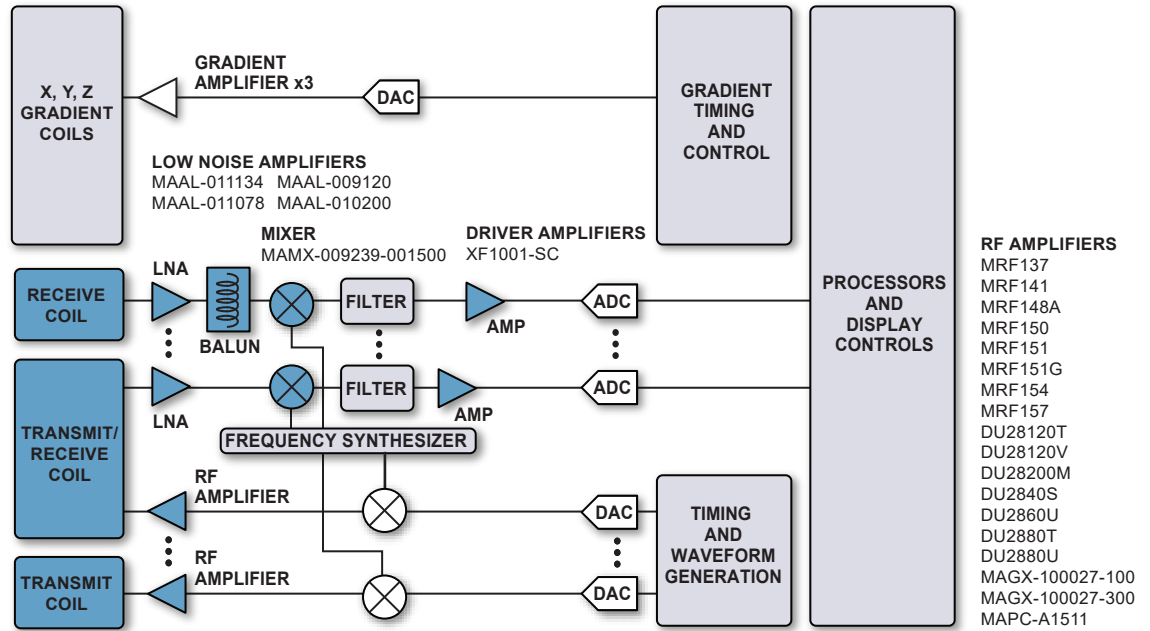 X, Y, Z
GRADIENT
COILS
GRADIENT
AMPLIFIER x3
DAC
GRADIENT
TIMING
AND
CONTROL
LOW NOISE AMPLIFIERS
MAAL-011134 MAAL-009120
MAAL-011078 MAAL-010200
MIXER
MAMX-009239-001500
DRIVER AMPLIFIERS
XF1001-SC
RECEIVE
COIL
LNA
BALUN
FILTER
AMP
ADC
PROCESSORS
AND
DISPLAY
CONTROLS
TRANSMIT/
RECEIVE
COIL
LNA
FILTER
AMP
ADC
FREQUENCY SYNTHESIZER
RF
AMPLIFIER
DAC
TIMING
AND
WAVEFORM
GENERATION
TRANSMIT
COIL
RF
AMPLIFIER
DAC
RF AMPLIFIERS
MRF137
MRF141
MRF148A
MRF150
MRF151
MRF151G
MRF154
MRF157
DU28120T
DU28120V
DU28200M
DU2840S
DU2860U
DU2880T
DU2880U
MAGX-100027-100
MAGX-100027-300
MAPC-A1511